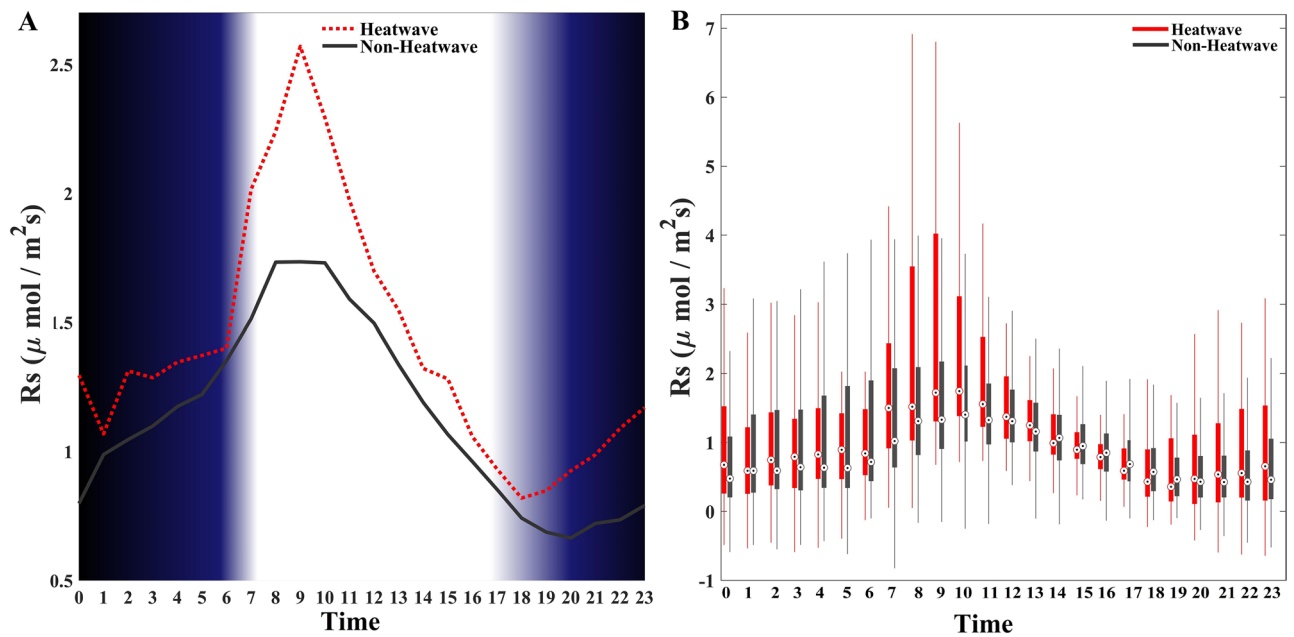 A
Heatwave
Non-Heatwave
2.5
2
1.5
1
0.5
Rs (μ mol / m²s)
0 1 2 3 4 5 6 7 8 9 10 11 12 13 14 15 16 17 18 19 20 21 22 23
Time
B
Heatwave
Non-Heatwave
7
6
5
4
3
2
1
0
-1
Rs (μ mol / m²s)
0 1 2 3 4 5 6 7 8 9 10 11 12 13 14 15 16 17 18 19 20 21 22 23
Time